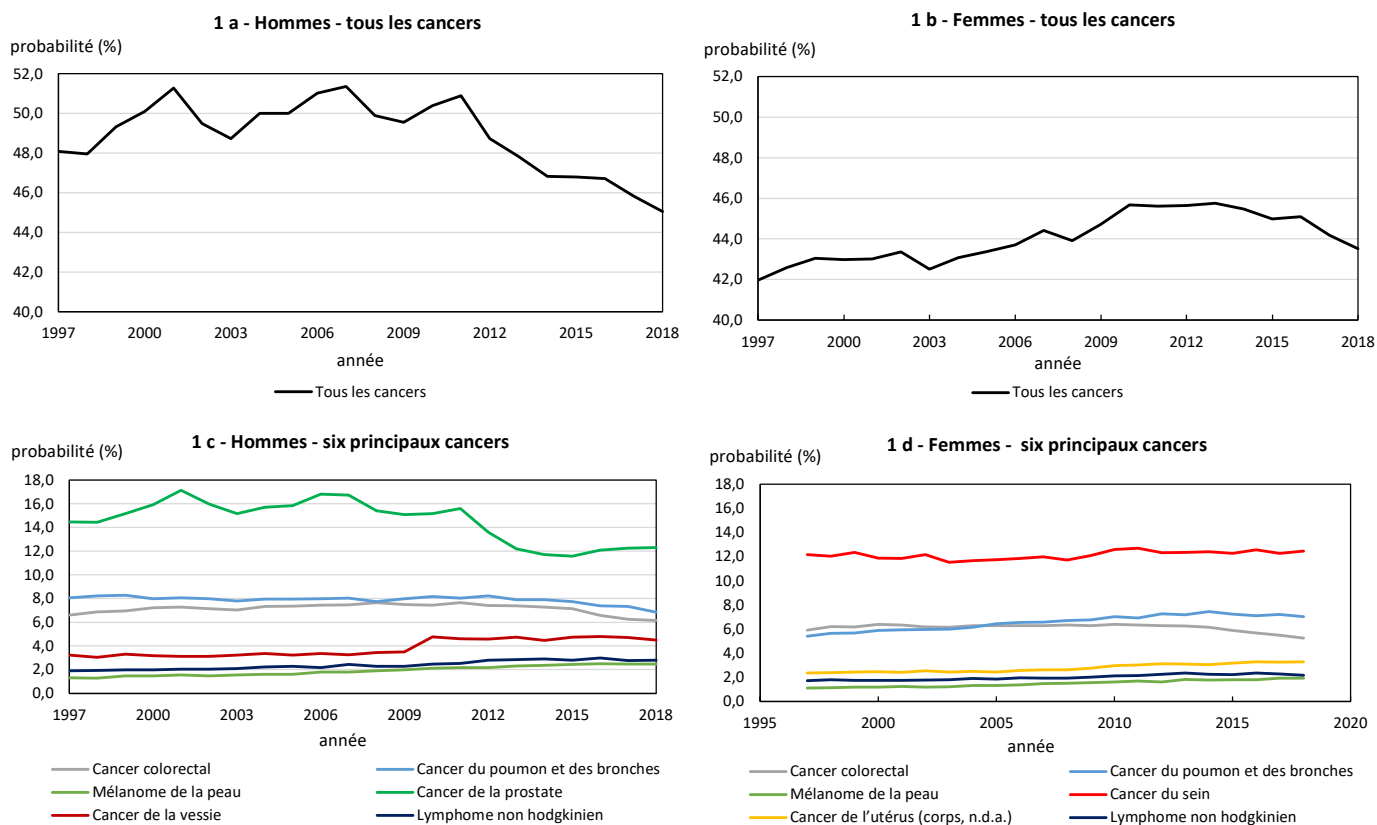 1 a - Hommes - tous les cancers
probabilité (%)
52,0
50,0
48,0
46,0
44,0
42,0
40,0
1997 2000 2003 2006 2009 2012 2015 2018
année
Tous les cancers
1 b - Femmes - tous les cancers
probabilité (%)
52,0
50,0
48,0
46,0
44,0
42,0
40,0
1997 2000 2003 2006 2009 2012 2015 2018
année
Tous les cancers
1 c - Hommes - six principaux cancers
probabilité (%)
18,0
16,0
14,0
12,0
10,0
8,0
6,0
4,0
2,0
0,0
1997 2000 2003 2006 2009 2012 2015 2018
année
Cancer colorectal Cancer du poumon et des bronches
Mélanome de la peau Cancer de la prostate
Cancer de la vessie Lymphome non hodgkinien
1 d - Femmes - six principaux cancers
probabilité (%)
18,0
16,0
14,0
12,0
10,0
8,0
6,0
4,0
2,0
0,0
1995 2000 2005 2010 2015 2020
année
Cancer colorectal Cancer du poumon et des bronches
Mélanome de la peau Cancer du sein
Cancer de l’utérus (corps, n.d.a.) Lymphome non hodgkinien